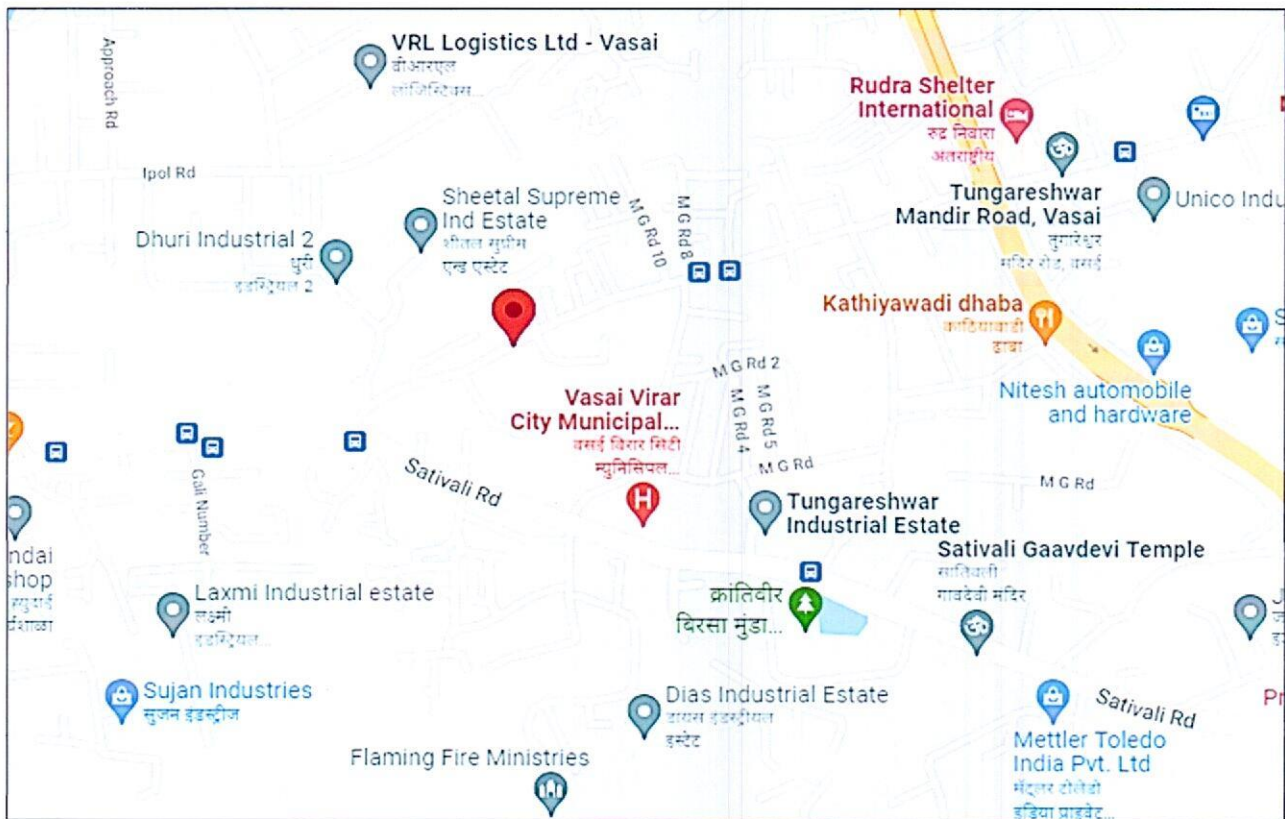 VRL Logistics Ltd - Vasai
वीआरएल
लॉजिस्टिक्स...
Approach Rd
Rudra Shelter
International
रुद्र निवारा
अंतराष्ट्रीय
Ipol Rd
Sheetal Supreme
Ind Estate
शीतल सुप्रीम
एन्ड एस्टेट
M G Rd 10
M G Rd 8
Tungareshwar
Mandir Road, Vasai
तुंगारेश्वर
मंदिर रोड, वसई
Unico Indu
Dhuri Industrial 2
धुरी
इंडस्ट्रियल 2
Kathiyawadi dhaba
काठियावाडी
ढाबा
M G Rd 2
Nitesh automobile
and hardware
Vasai Virar
City Municipal...
वसई विरार सिटी
म्युनिसिपल...
M G Rd 4
M G Rd 5
M G Rd
M G Rd
Sativali Rd
Gali Number
Tungareshwar
Industrial Estate
Sativali Gaavdevi Temple
सातिवली
गावदेवी मंदिर
ndai
shop
Laxmi Industrial estate
लक्ष्मी
इंडस्ट्रियल...
क्रांतिवीर
बिरसा मुंडा...
Sujan Industries
सुजन इंडस्ट्रीज
Dias Industrial Estate
डायस इंडस्ट्रीयल
इस्टेट
Sativali Rd
Pr
Mettler Toledo
India Pvt. Ltd
मॅट्लर टोलेडो
इंडिया प्राइवेट...
Flaming Fire Ministries